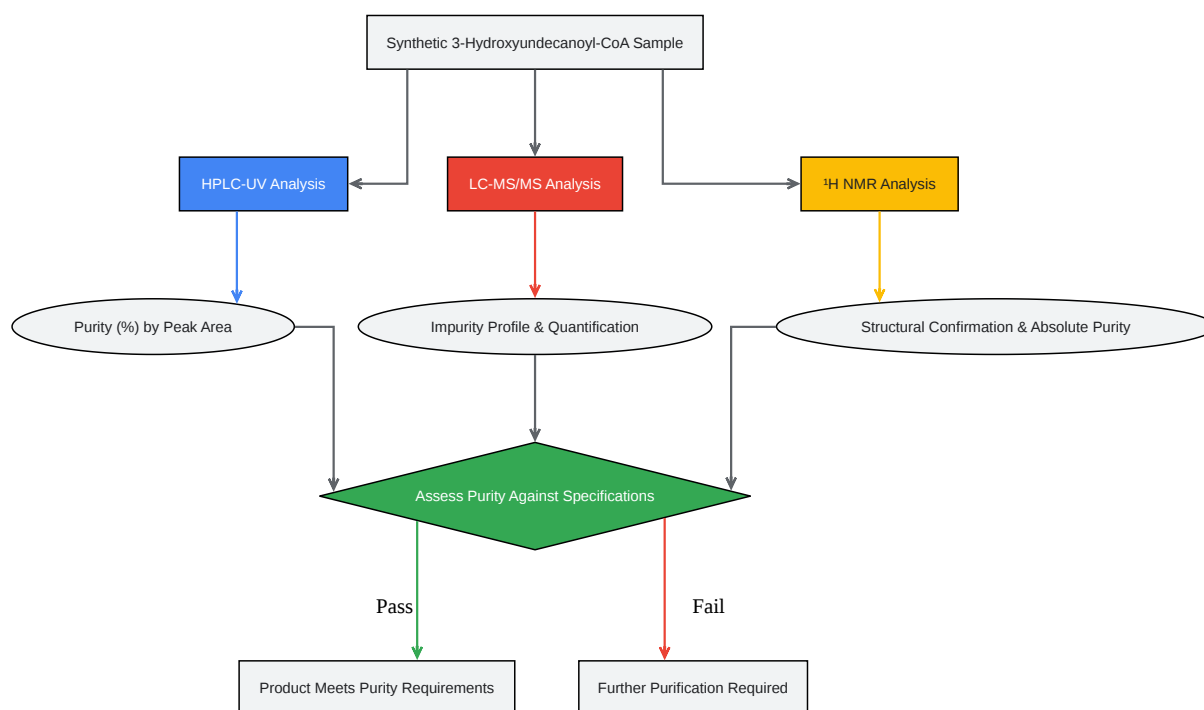 Synthetic 3-Hydroxyundecanoyl-CoA Sample
HPLC-UV Analysis
LC-MS/MS Analysis
¹H NMR Analysis
Purity (%) by Peak Area
Impurity Profile & Quantification
Structural Confirmation & Absolute Purity
Assess Purity Against Specifications
Pass
Fail
Product Meets Purity Requirements
Further Purification Required